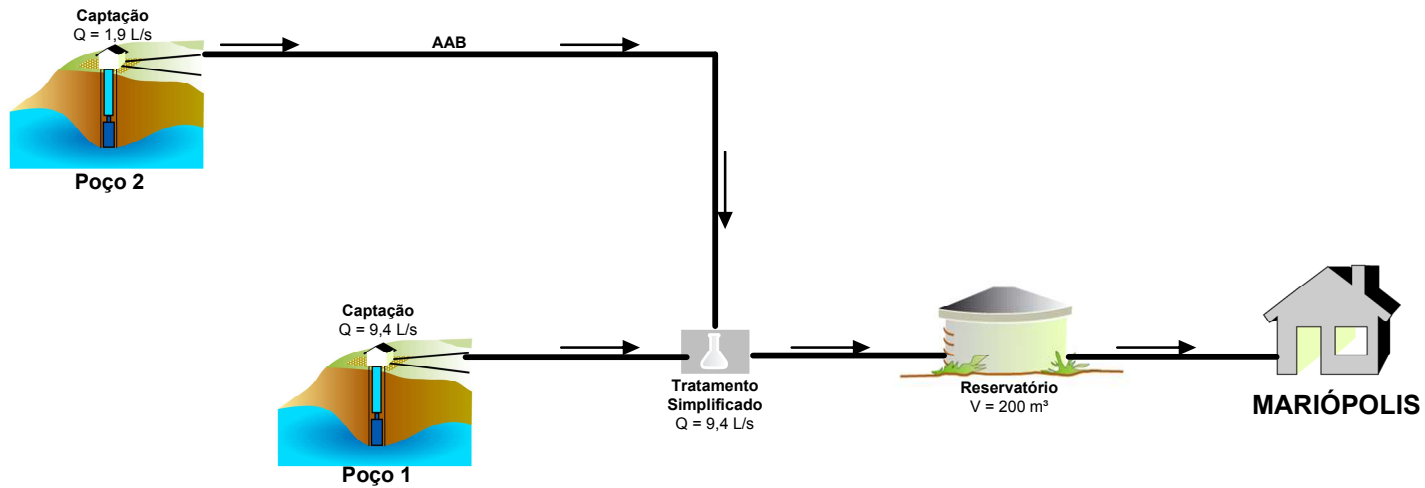 Captação
Q = 1,9 L/s
AAB
Poço 2
Captação
Q = 9,4 L/s
Poço 1
Tratamento
Simplificado
Q = 9,4 L/s
Reservatório
V = 200 m³
MARIÓPOLIS